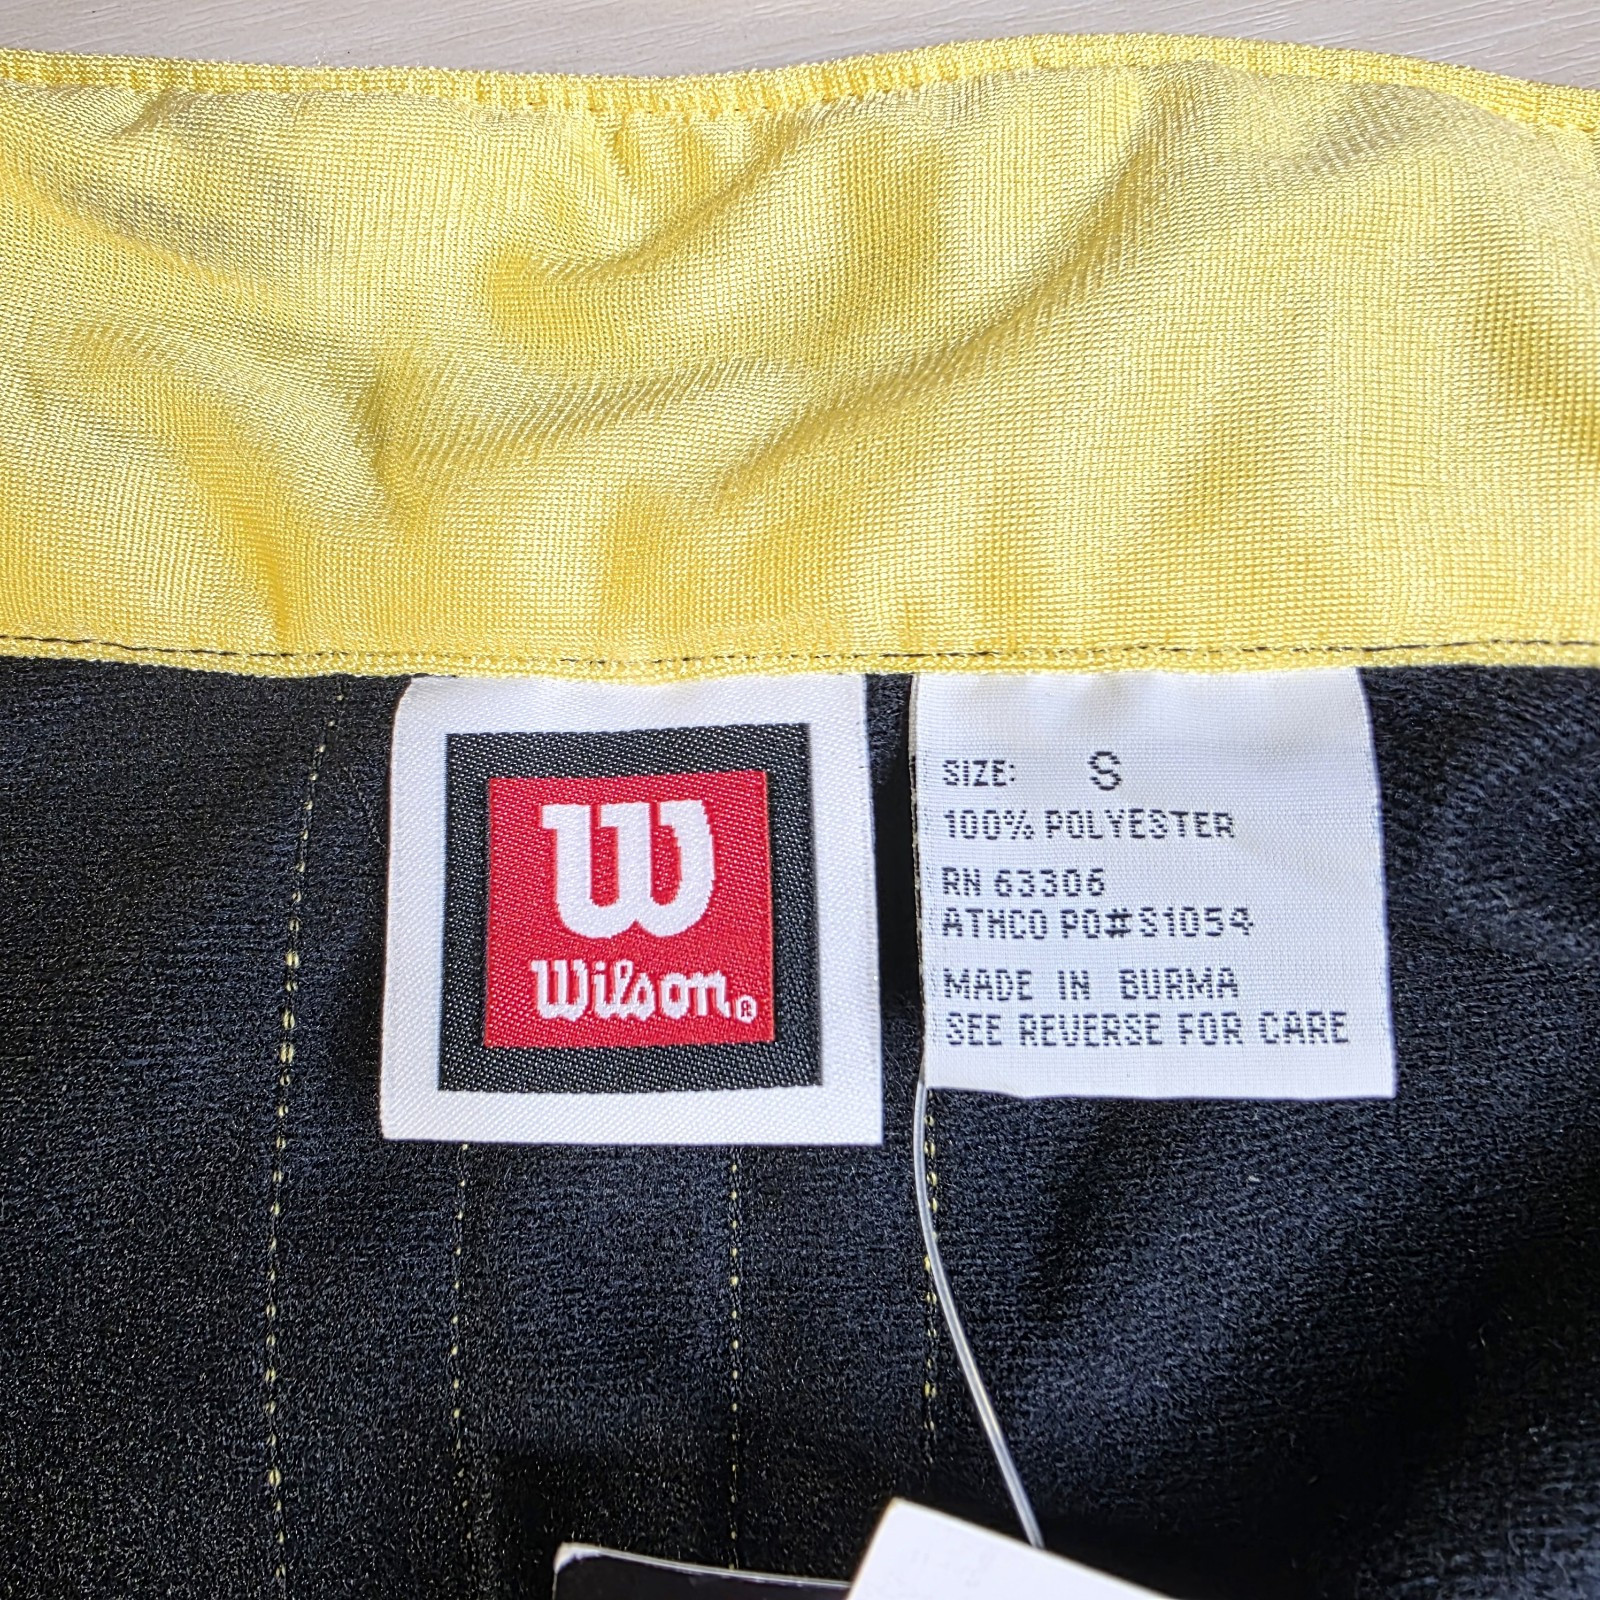 W
Wilson®
SIZE: S
100% POLYESTER
RN 63306
ATHCO PO#S1054
MADE IN BURMA
SEE REVERSE FOR CARE